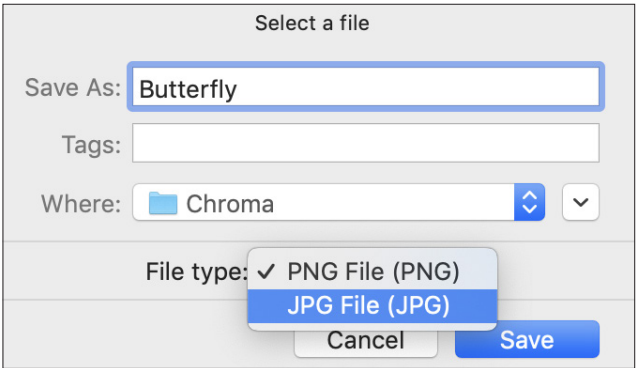 Select a file
Save As: Butterfly
Tags:
Where: Chroma
File type: ✓ PNG File (PNG)
JPG File (JPG)
Cancel Save